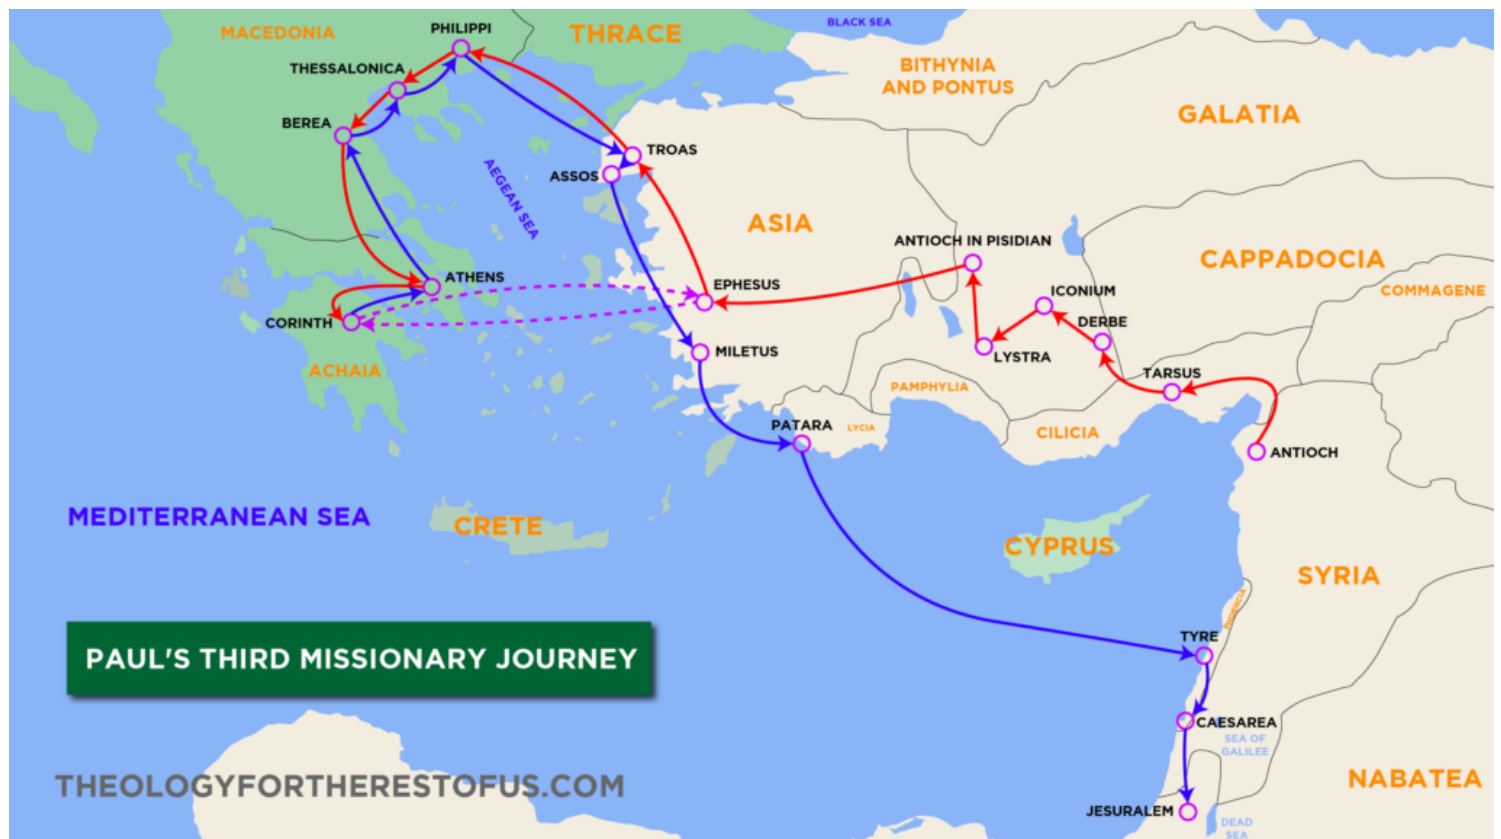 MACEDONIA
PHILIPPI
THRACE
BLACK SEA
THESSALONICA
BITHYNIA
AND PONTUS
GALATIA
BEREA
TROAS
ASSOS
AEGEAN SEA
ASIA
ANTIOCH IN PISIDIAN
CAPPADOCIA
COMMAGENE
ATHENS
EPHESUS
ICONIUM
DERBE
CORINTH
MILETUS
LYSTRA
ACHAIA
TARSUS
PAMPHYLIA
PATARA
LYCIA
CILICIA
ANTIOCH
MEDITERRANEAN SEA
CRETE
CYPRUS
SYRIA
PHOENCIA
TYRE
PAUL'S THIRD MISSIONARY JOURNEY
CAESAREA
SEA OF
GALILEE
THEOLOGYFORTHERESTOFUS.COM
NABATEA
JESURALEM
DEAD
SEA